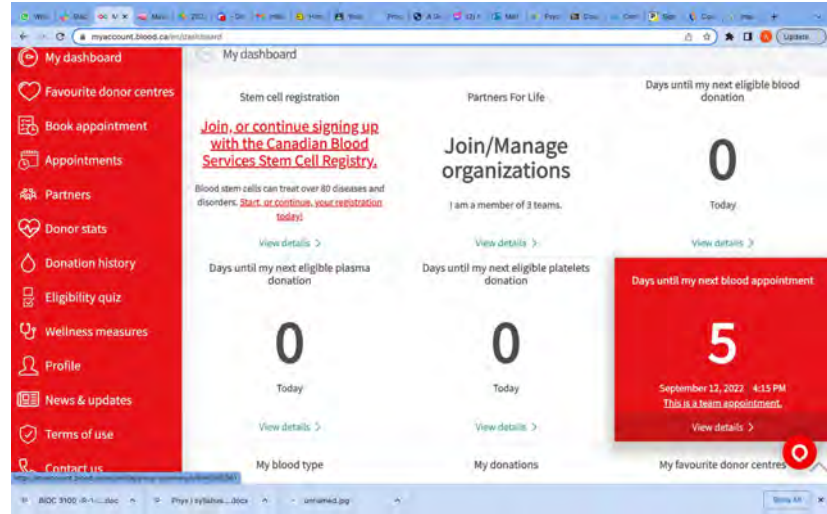 Update
myaccount.blood.ca/en/dashboard
My dashboard
Favourite donor centres
Book appointment
Appointments
Partners
Donor stats
Donation history
Eligibility quiz
Wellness measures
Profile
News & updates
Terms of use
Contact us
My dashboard
Stem cell registration
Join, or continue signing up
with the Canadian Blood
Services Stem Cell Registry.
Blood stem cells can treat over 80 diseases and
disorders. Start, or continue, your registration
today!
View details >
Partners For Life
Join/Manage
organizations
I am a member of 3 teams.
View details >
Days until my next eligible blood
donation
0
Today
View details >
Days until my next eligible plasma
donation
0
Today
View details >
Days until my next eligible platelets
donation
0
Today
View details >
Days until my next blood appointment
5
September 12, 2022 4:15 PM
This is a team appointment.
View details >
My blood type
My donations
My favourite donor centres
unnamed.jpg
Show All